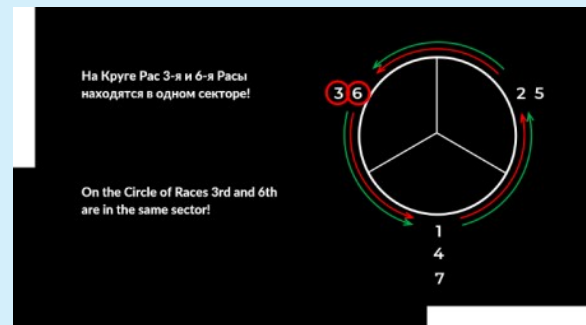 На Круге Рас 3-я и 6-я Расы
находятся в одном секторе!
3 6
2 5
On the Circle of Races 3rd and 6th
are in the same sector!
1
4
7